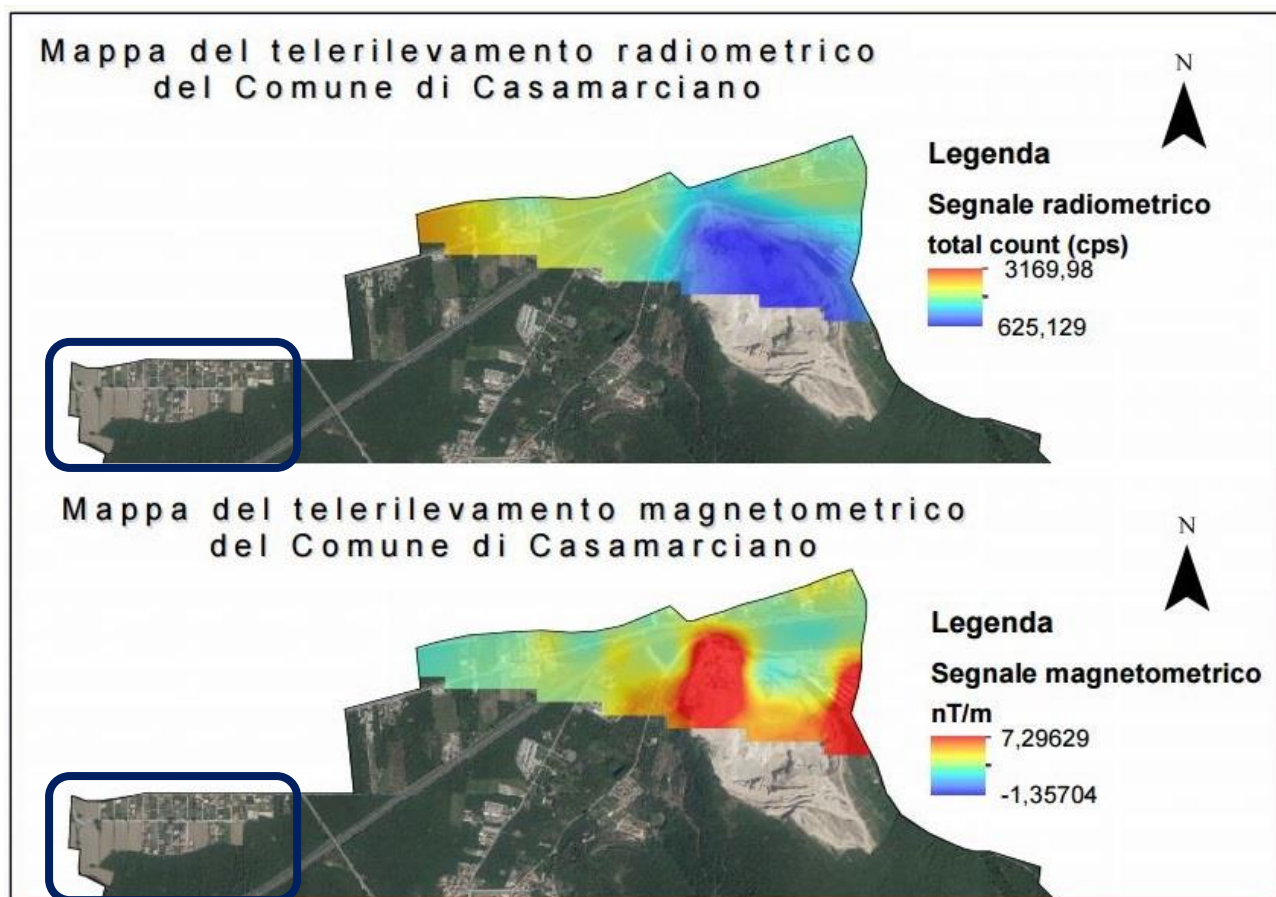 Mappa del telerilevamento radiometrico
del Comune di Casamarciano
N
Legenda
Segnale radiometrico
total count (cps)
3169,98
625,129
Mappa del telerilevamento magnetometrico
del Comune di Casamarciano
N
Legenda
Segnale magnetometrico
nT/m
7,29629
-1,35704